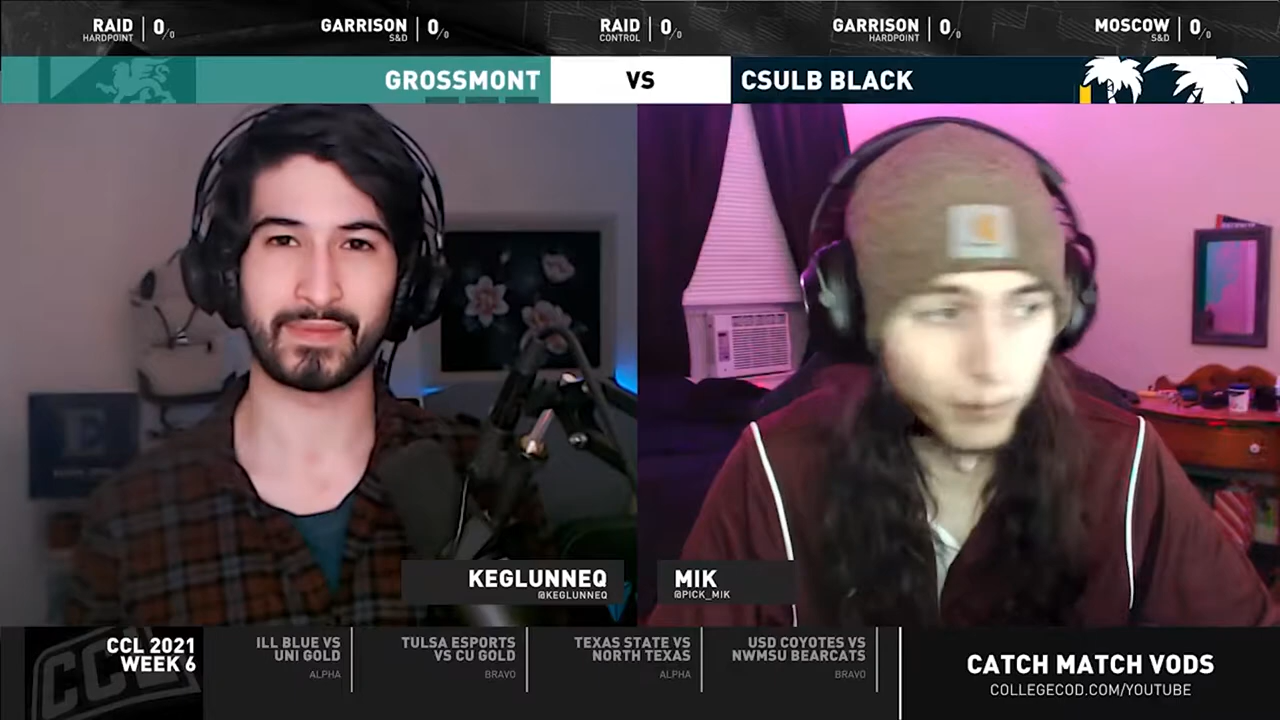 RAID
HARDPOINT
0/0
GARRISON
S&D
0/0
RAID
CONTROL
0/0
GARRISON
HARDPOINT
0/0
MOSCOW
S&D
0/0
GROSSMONT
VS
CSULB BLACK
E
KEGLUNNEQ
@KEGLUNNEQ
MIK
@PICK_MIK
CCL
CCL 2021
WEEK 6
ILL BLUE VS
UNI GOLD
ALPHA
TULSA ESPORTS
VS CU GOLD
BRAVO
TEXAS STATE VS
NORTH TEXAS
ALPHA
USD COYOTES VS
NWMSU BEARCATS
BRAVO
CATCH MATCH VODS
COLLEGECOD.COM/YOUTUBE